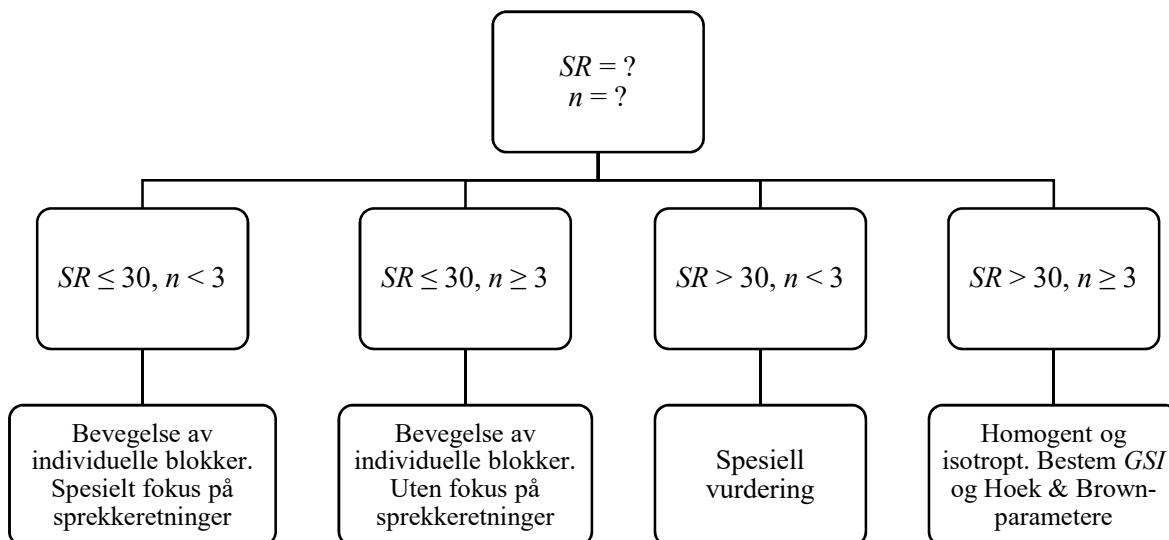 SR = ?
n = ?
SR ≤ 30, n < 3
SR ≤ 30, n ≥ 3
SR > 30, n < 3
SR > 30, n ≥ 3
Bevegelse av
individuelle blokker.
Spesielt fokus på
sprekkeretninger
Bevegelse av
individuelle blokker.
Uten fokus på
sprekkeretninger
Spesiell
vurdering
Homogent og
isotropt. Bestem GSI
og Hoek & Brown-
parametere